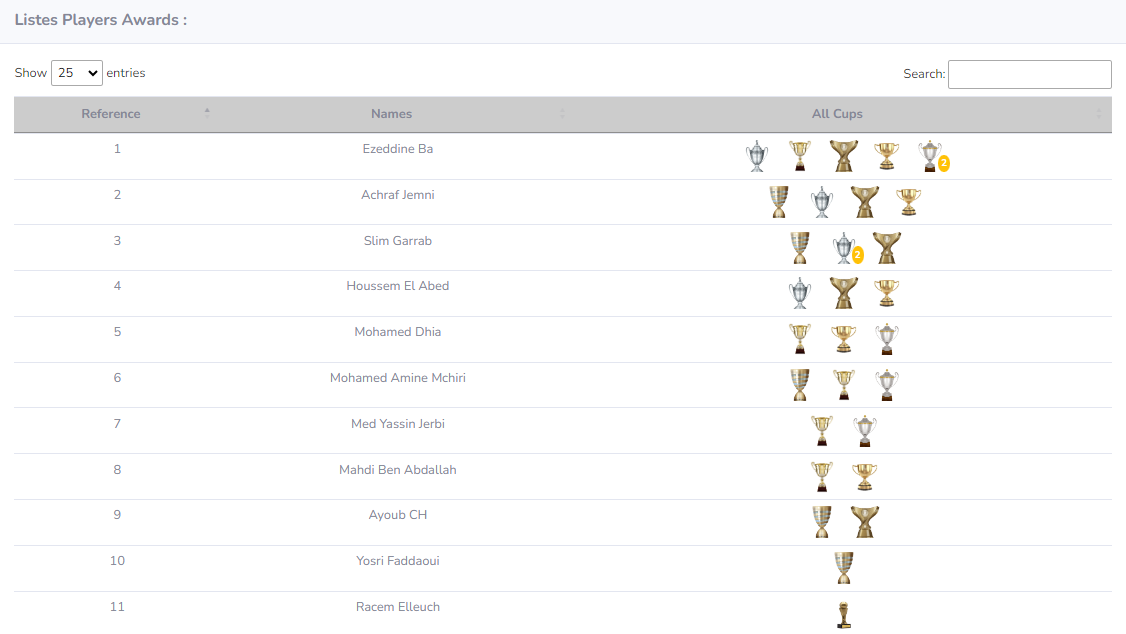 Listes Players Awards :
Show 25 entries Search:
Reference Names All Cups
1 Ezeddine Ba 2
2 Achraf Jemni
3 Slim Garrab 2
4 Houssem El Abed
5 Mohamed Dhia
6 Mohamed Amine Mchiri
7 Med Yassin Jerbi
8 Mahdi Ben Abdallah
9 Ayoub CH
10 Yosri Faddaoui
11 Racem Elleuch